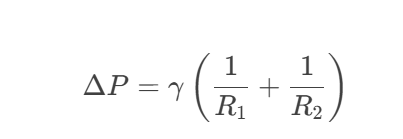 ΔP = γ ( 1/R₁ + 1/R₂ )